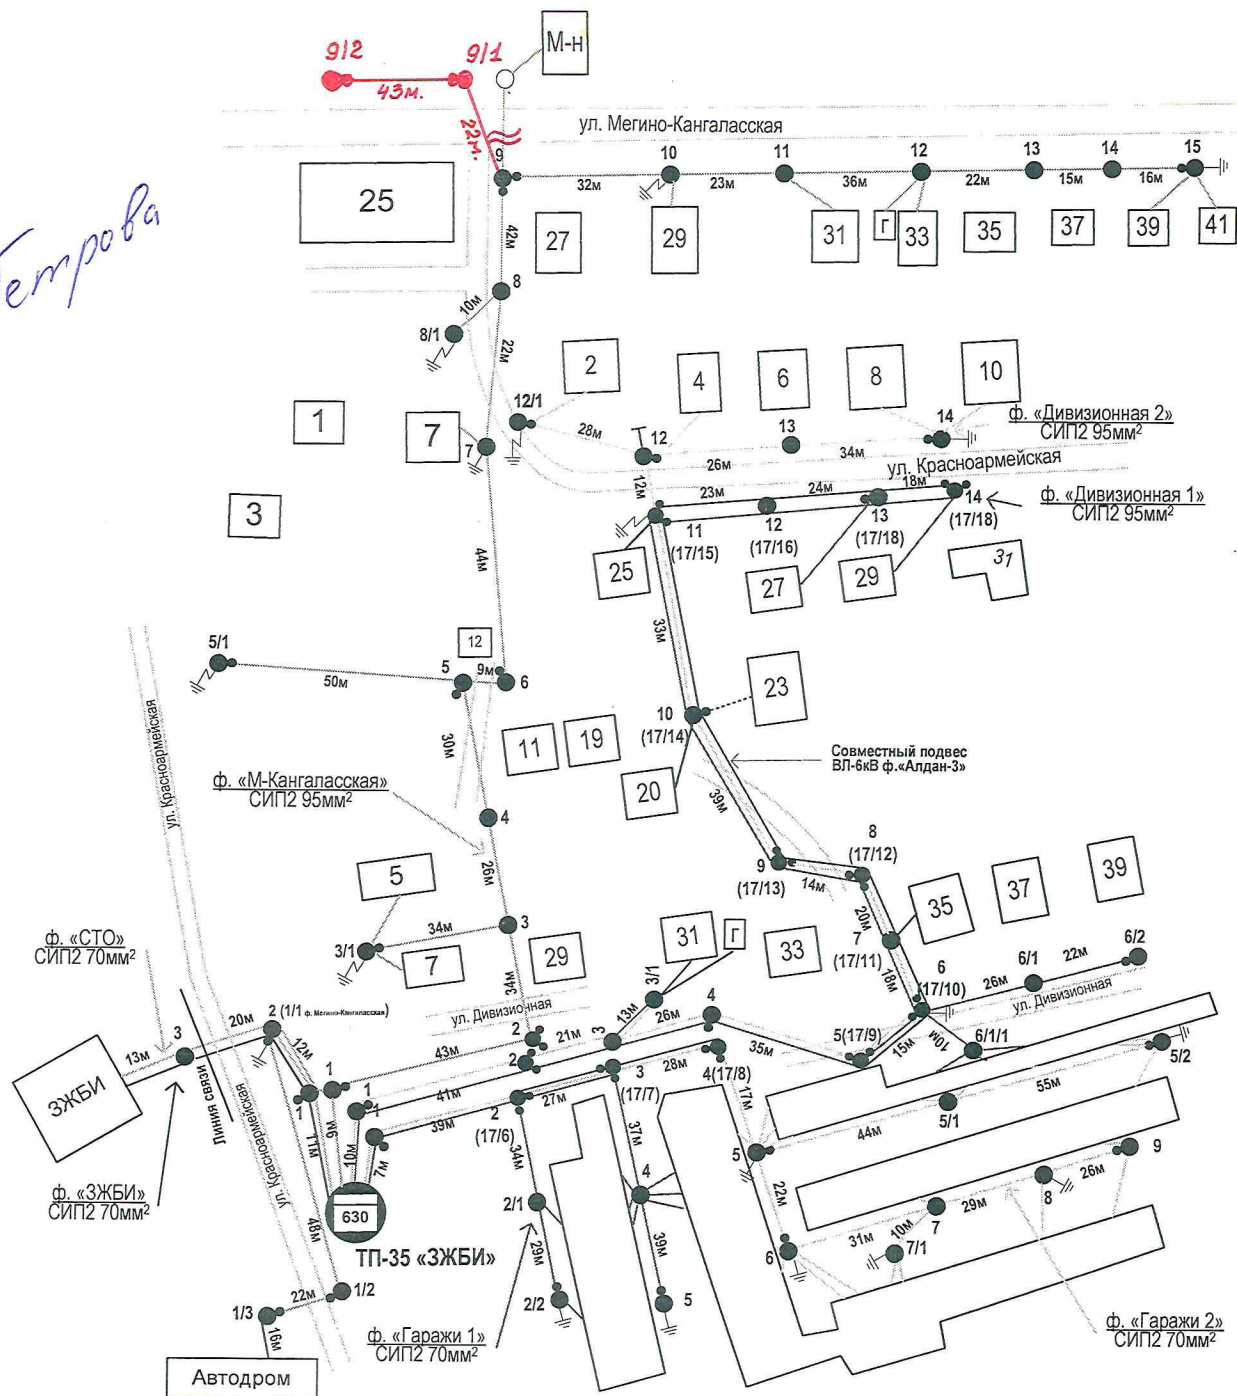 9/2
9/1
М-н
43м.
22м.
ул. Мегино-Кангаласская
9
10
11
12
13
14
15
32м
23м
36м
22м
15м
16м
25
27
29
31
Г
33
35
37
39
41
Петрова
42м
8
10м
8/1
22м
2
4
6
8
10
12/1
1
7
7
28м
12
13
14
ф. «Дивизионная 2»
СИП2 95мм²
26м
34м
ул. Красноармейская
12м
3
23м
24м
18м
ф. «Дивизионная 1»
СИП2 95мм²
11
(17/15)
12
(17/16)
13
(17/18)
14
(17/18)
25
27
29
31
44м
33м
5/1
12
5
9м
6
50м
23
10
(17/14)
30м
11
19
20
Совместный подвес
ВЛ-6кВ ф.«Алдан-3»
ул. Красноармейская
ф. «М-Кангаласская»
СИП2 95мм²
39м
4
26м
5
9
(17/13)
14м
8
(17/12)
20м
35
37
39
34м
3
3/1
7
29
31
Г
33
7
(17/11)
18м
6
(17/10)
26м
6/1
22м
6/2
ф. «СТО»
СИП2 70мм²
34м
ул. Дивизионная
ул. Дивизионная
3/1
13м
3
26м
4
2 (1/1 ф. Мегино-Кангаласская)
20м
3
13м
ЗЖБИ
Линия связи
12м
43м
2
21м
2
35м
5(17/9)
15м
10м
6/1/1
5/2
1
1
1
41м
28м
4(17/8)
3
(17/7)
27м
2
(17/6)
39м
11м
9м
10м
7м
17м
55м
5/1
44м
5
ул. Красноармейская
ф. «ЗЖБИ»
СИП2 70мм²
48м
630
ТП-35 «ЗЖБИ»
34м
2/1
37м
4
22м
6
31м
7
29м
8
26м
9
10м
7/1
29м
2/2
39м
5
1/3
22м
1/2
16м
Автодром
ф. «Гаражи 1»
СИП2 70мм²
ф. «Гаражи 2»
СИП2 70мм²